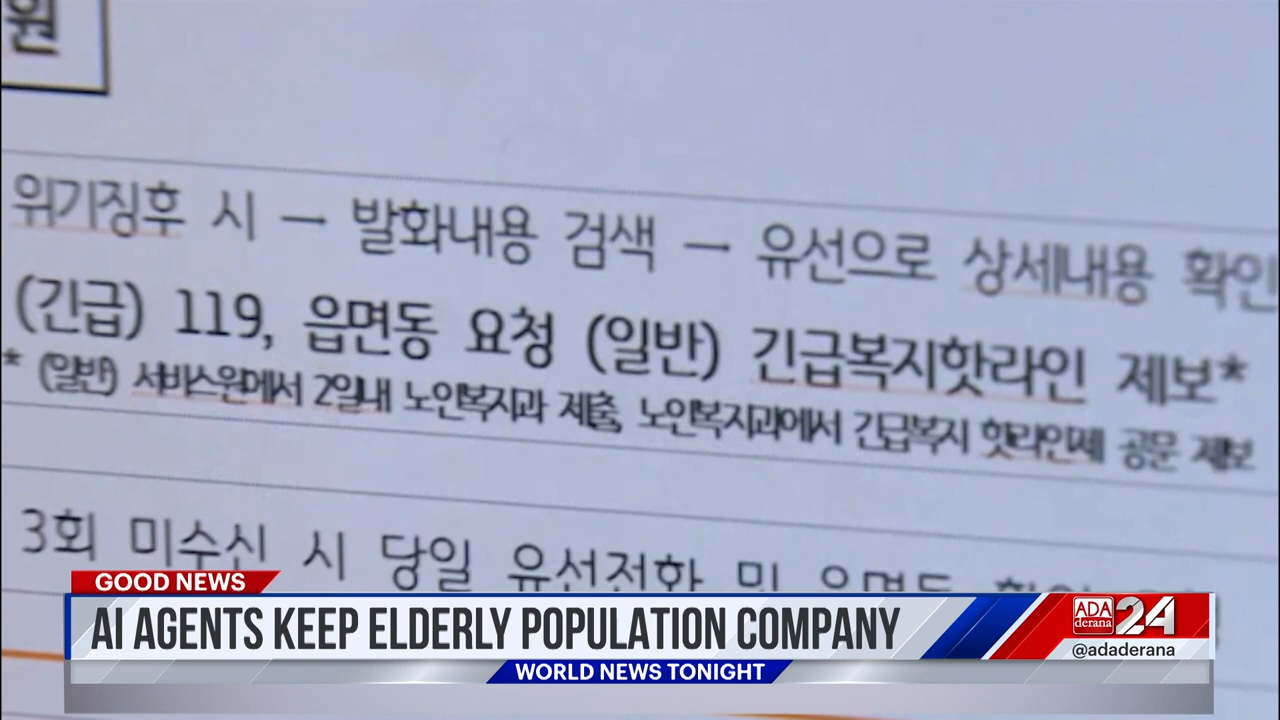 원
위기징후 시 → 발화내용 검색 → 유선으로 상세내용 확인
(긴급) 119, 읍면동 요청 (일반) 긴급복지핫라인 제보*
* (일반) 서비스원에서 2일내 노인복지과 제출, 노인복지과에서 긴급복지 핫라인제 공문 제보
3회 미수신 시 당일 유선전화 및 읍면동
GOOD NEWS
AI AGENTS KEEP ELDERLY POPULATION COMPANY
ADA
derana
24
@adaderana
WORLD NEWS TONIGHT